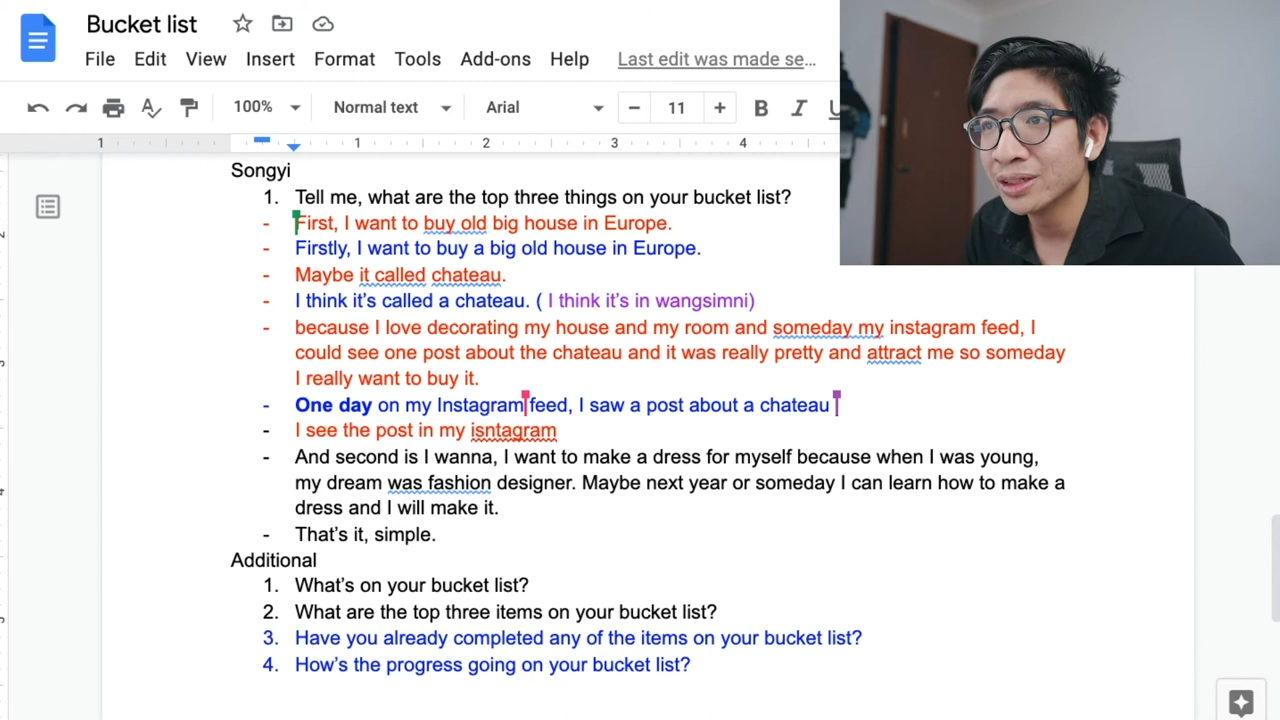 Bucket list
File Edit View Insert Format Tools Add-ons Help Last edit was made se...
100% Normal text Arial 11 B I U
1 1 2 3 4
Songyi
1. Tell me, what are the top three things on your bucket list?
- First, I want to buy old big house in Europe.
- Firstly, I want to buy a big old house in Europe.
- Maybe it called chateau.
- I think it's called a chateau. ( I think it's in wangsimni)
- because I love decorating my house and my room and someday my instagram feed, I
could see one post about the chateau and it was really pretty and attract me so someday
I really want to buy it.
- One day on my Instagram feed, I saw a post about a chateau
- I see the post in my isntagram
- And second is I wanna, I want to make a dress for myself because when I was young,
my dream was fashion designer. Maybe next year or someday I can learn how to make a
dress and I will make it.
- That's it, simple.
Additional
1. What's on your bucket list?
2. What are the top three items on your bucket list?
3. Have you already completed any of the items on your bucket list?
4. How's the progress going on your bucket list?